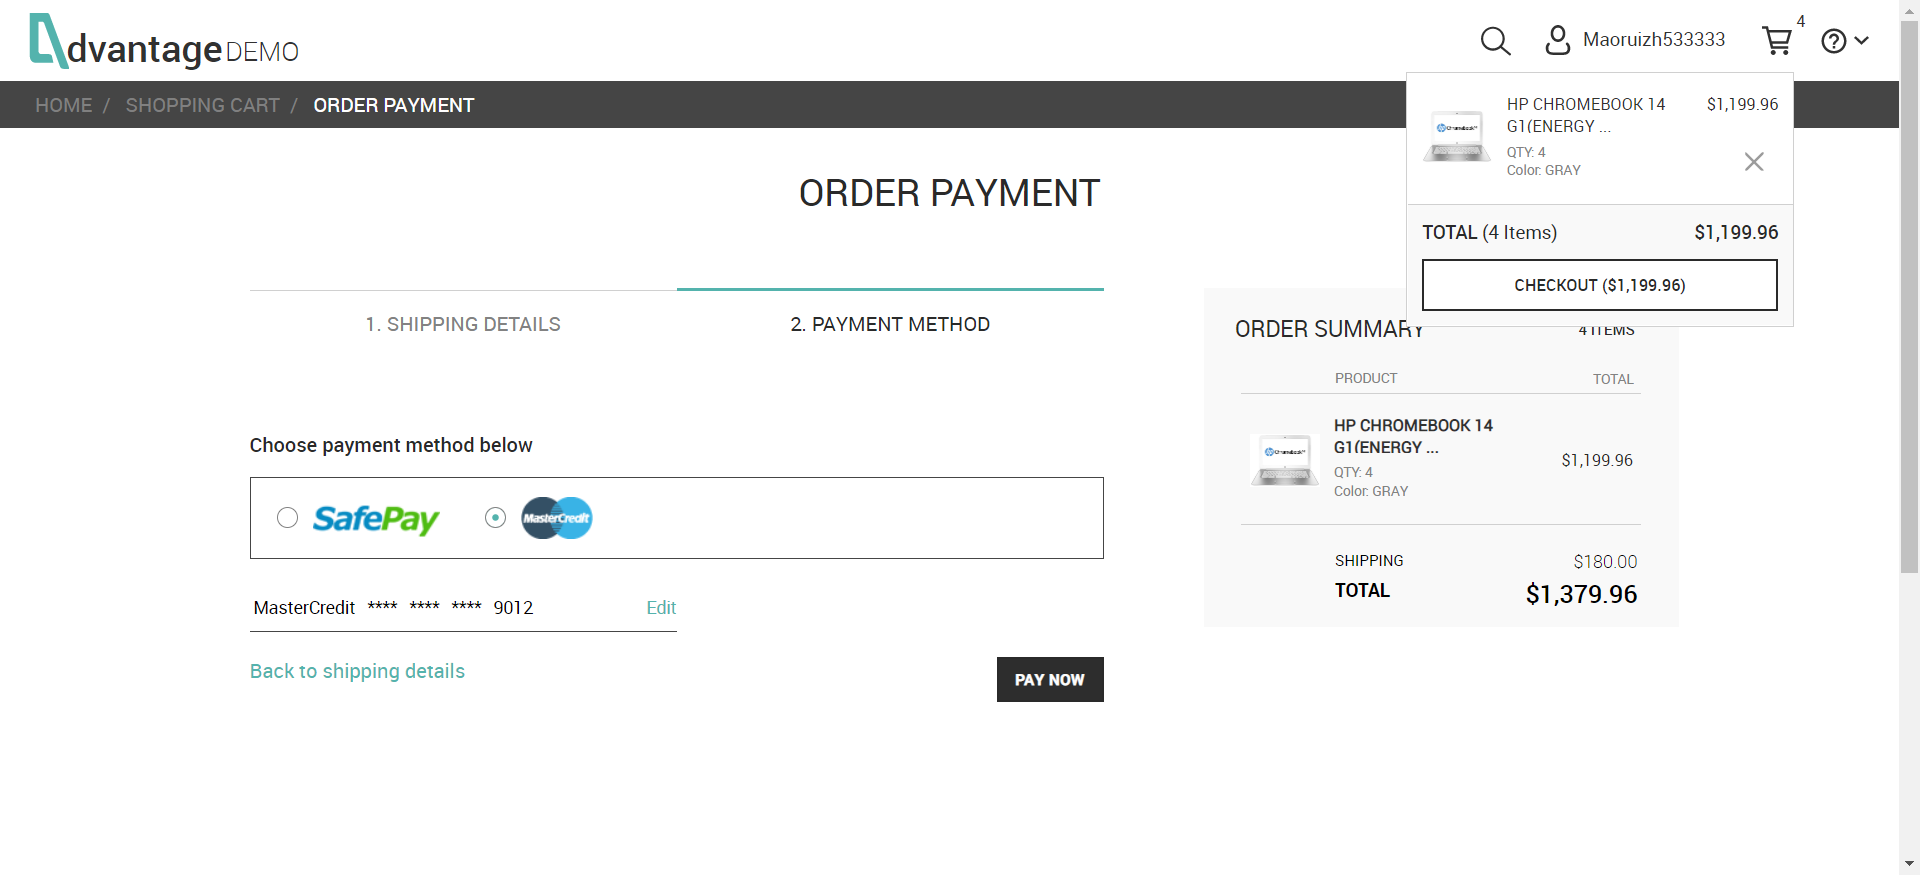 dvantage DEMO
Maoruizh533333
4
HOME / SHOPPING CART / ORDER PAYMENT
HP CHROMEBOOK 14 $1,199.96
G1(ENERGY ...
QTY: 4
Color: GRAY
TOTAL (4 Items) $1,199.96
CHECKOUT ($1,199.96)
ORDER PAYMENT
1. SHIPPING DETAILS
2. PAYMENT METHOD
Choose payment method below
SafePay
MasterCredit
MasterCredit **** **** **** 9012 Edit
Back to shipping details
PAY NOW
ORDER SUMMARY 4 ITEMS
PRODUCT TOTAL
HP CHROMEBOOK 14
G1(ENERGY ...
QTY: 4
Color: GRAY
$1,199.96
SHIPPING $180.00
TOTAL $1,379.96